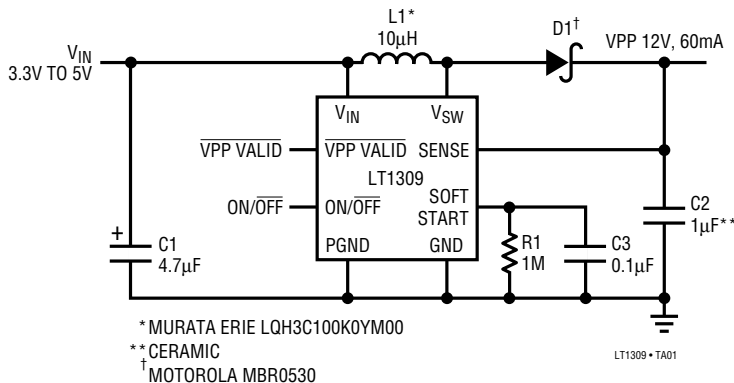 L1*
10µH
D1†
VIN
3.3V TO 5V
VPP 12V, 60mA
VIN
VSW
VPP VALID
VPP VALID
SENSE
LT1309
ON/OFF
ON/OFF
SOFT
START
PGND
GND
+
C1
4.7µF
R1
1M
C3
0.1µF
C2
1µF**
*MURATA ERIE LQH3C100K0YM00
**CERAMIC
†MOTOROLA MBR0530
LT1309 • TA01